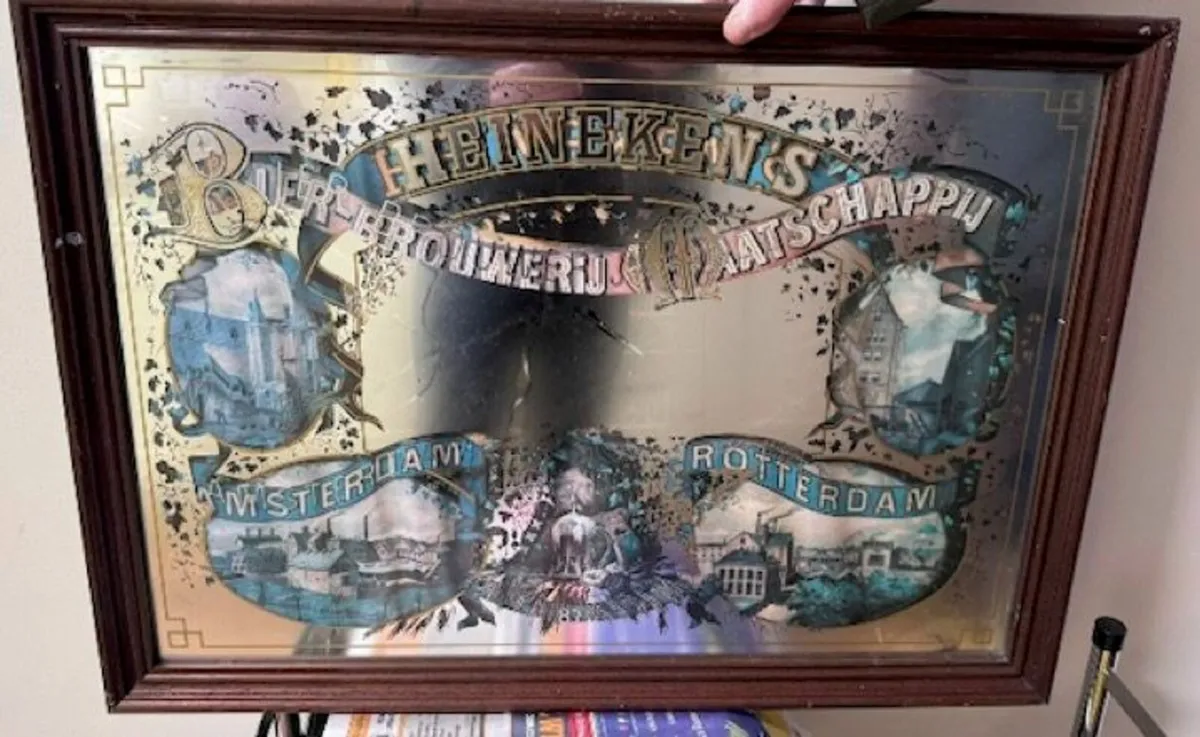 HEINEKEN'S
BIER-BROUWERIJ MAATSCHAPPIJ
AMSTERDAM
ROTTERDAM